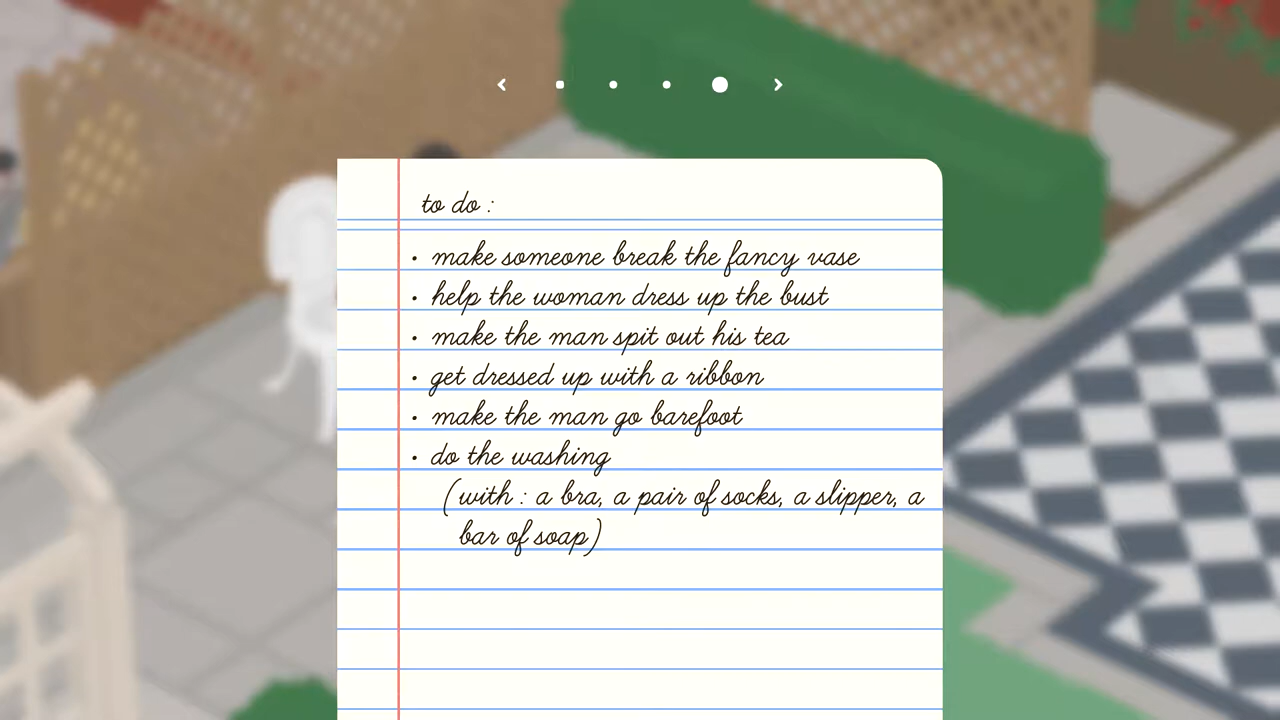 to do :
• make someone break the fancy vase
• help the woman dress up the bust
• make the man spit out his tea
• get dressed up with a ribbon
• make the man go barefoot
• do the washing
(with : a bra, a pair of socks, a slipper, a
bar of soap)